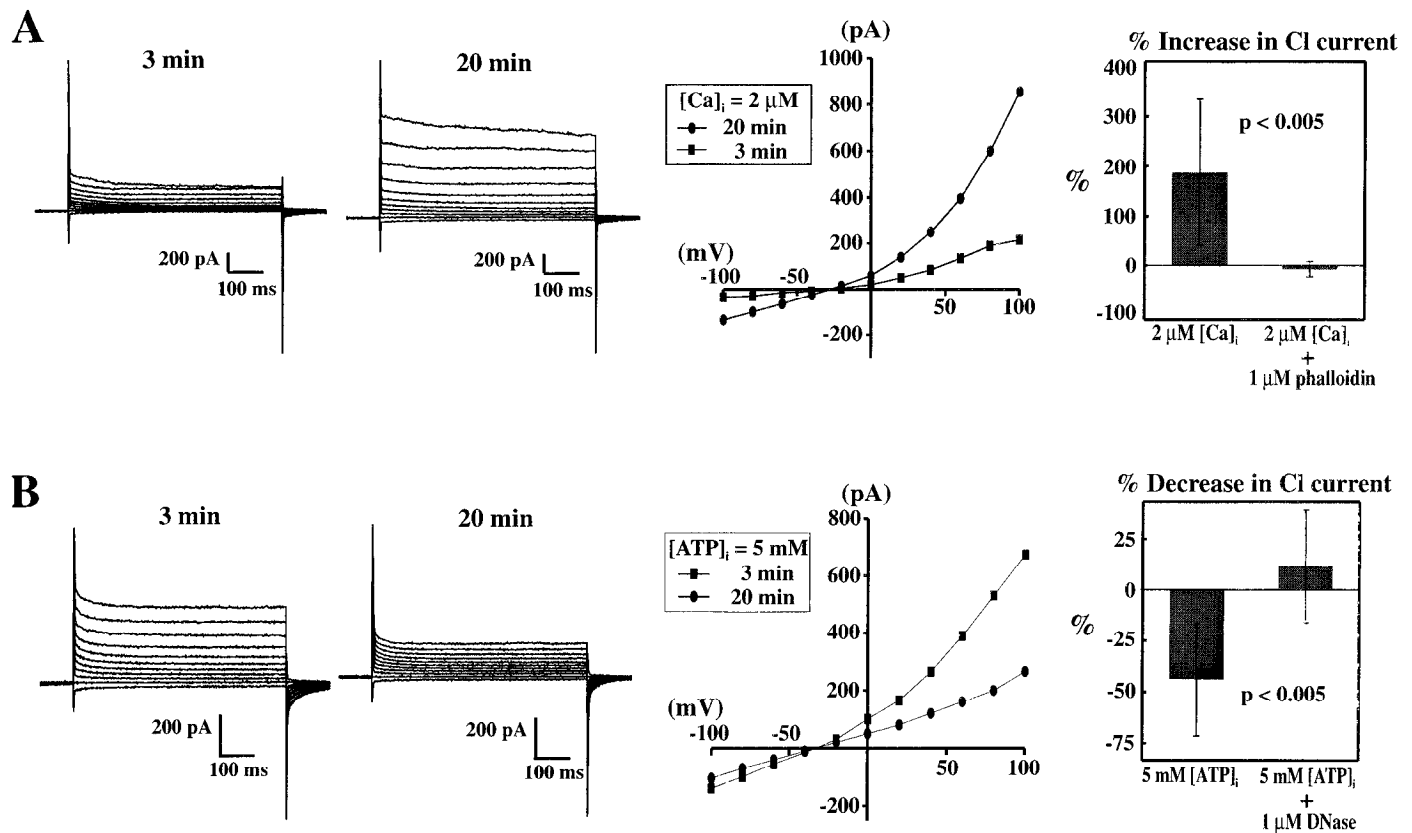 A
3 min
20 min
200 pA
100 ms
200 pA
100 ms
(pA)
1000
800
600
400
200
-200
(mV)
-100
-50
50
100
[Ca]i = 2 µM
20 min
3 min
% Increase in Cl current
400
300
200
100
0
-100
%
p < 0.005
2 µM [Ca]i
2 µM [Ca]i
+
1 µM phalloidin
B
3 min
20 min
200 pA
100 ms
200 pA
100 ms
(pA)
800
600
400
200
-200
(mV)
-100
-50
50
100
[ATP]i = 5 mM
3 min
20 min
% Decrease in Cl current
25
0
-25
-50
-75
%
p < 0.005
5 mM [ATP]i
5 mM [ATP]i
+
1 µM DNase